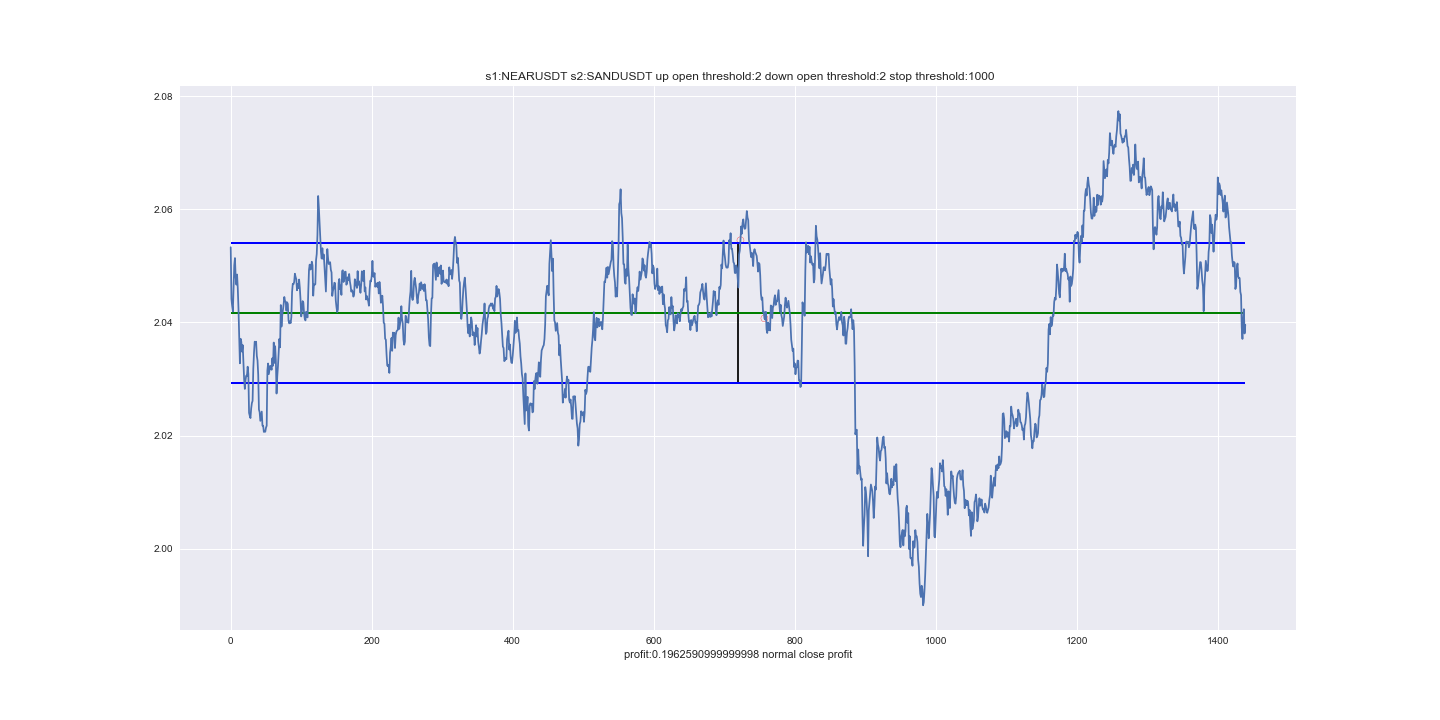 s1:NEARUSDT s2:SANDUSDT up open threshold:2 down open threshold:2 stop threshold:1000
2.08
2.06
2.04
2.02
2.00
0 200 400 600 800 1000 1200 1400
profit:0.1962590999999998 normal close profit